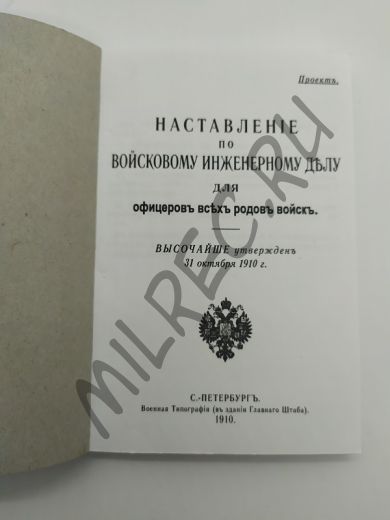 Проектъ.
НАСТАВЛЕНІЕ
ПО
ВОЙСКОВОМУ ИНЖЕНЕРНОМУ ДѢЛУ
ДЛЯ
офицеровъ всѣхъ родовъ войскъ.
ВЫСОЧАЙШЕ утвержденъ
31 октября 1910 г.
С.-ПЕТЕРБУРГЪ.
Военная Типографія (въ зданіи Главнаго Штаба).
1910.
MILREC.RU